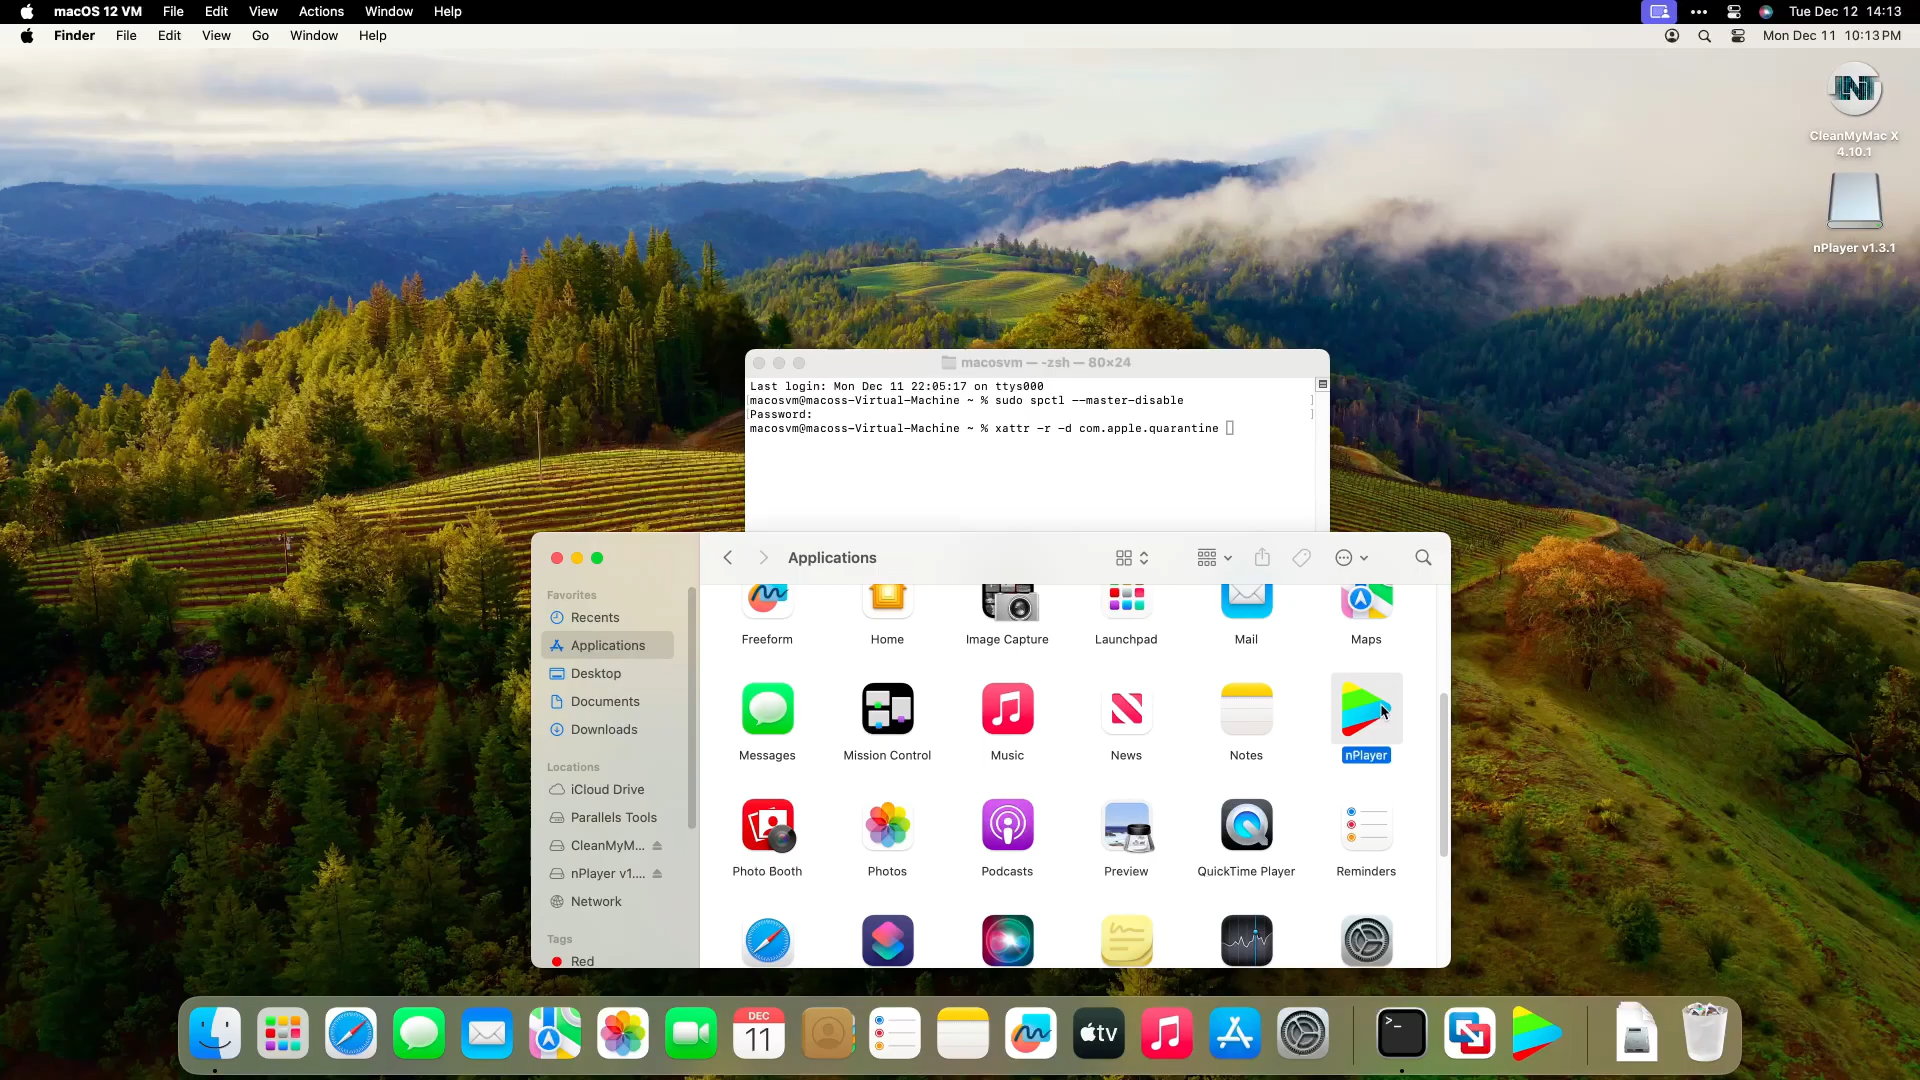 macOS 12 VM File Edit View Actions Window Help
Tue Dec 12 14:13
Finder File Edit View Go Window Help
Mon Dec 11 10:13 PM
CleanMyMac X
4.10.1
nPlayer v1.3.1
macosvm — -zsh — 80×24
Last login: Mon Dec 11 22:05:17 on ttys000
macosvm@macoss-Virtual-Machine ~ % sudo spctl --master-disable
Password:
macosvm@macoss-Virtual-Machine ~ % xattr -r -d com.apple.quarantine
Applications
Favorites
Recents
Applications
Desktop
Documents
Downloads
Locations
iCloud Drive
Parallels Tools
CleanMyM...
nPlayer v1....
Network
Tags
Red
Freeform Home Image Capture Launchpad Mail Maps
Messages Mission Control Music News Notes nPlayer
Photo Booth Photos Podcasts Preview QuickTime Player Reminders
DEC
11
tv